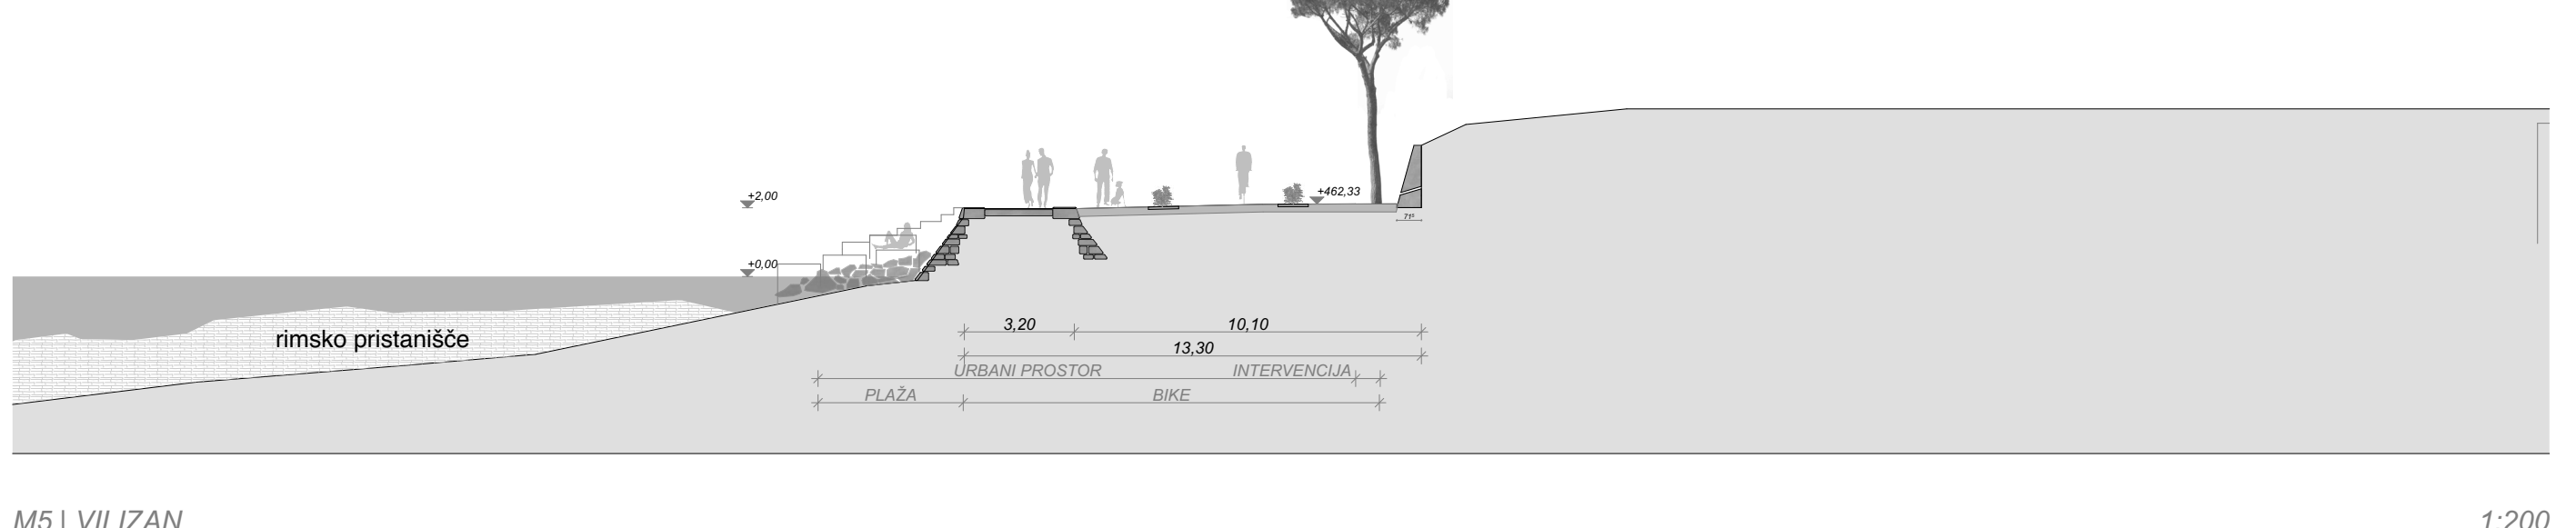 +2,00
+462,33
71⁵
+0,00
3,20
10,10
rimsko pristanišče
13,30
URBANI PROSTOR INTERVENCIJA
PLAŽA BIKE
M5 | VILIZAN 1:200